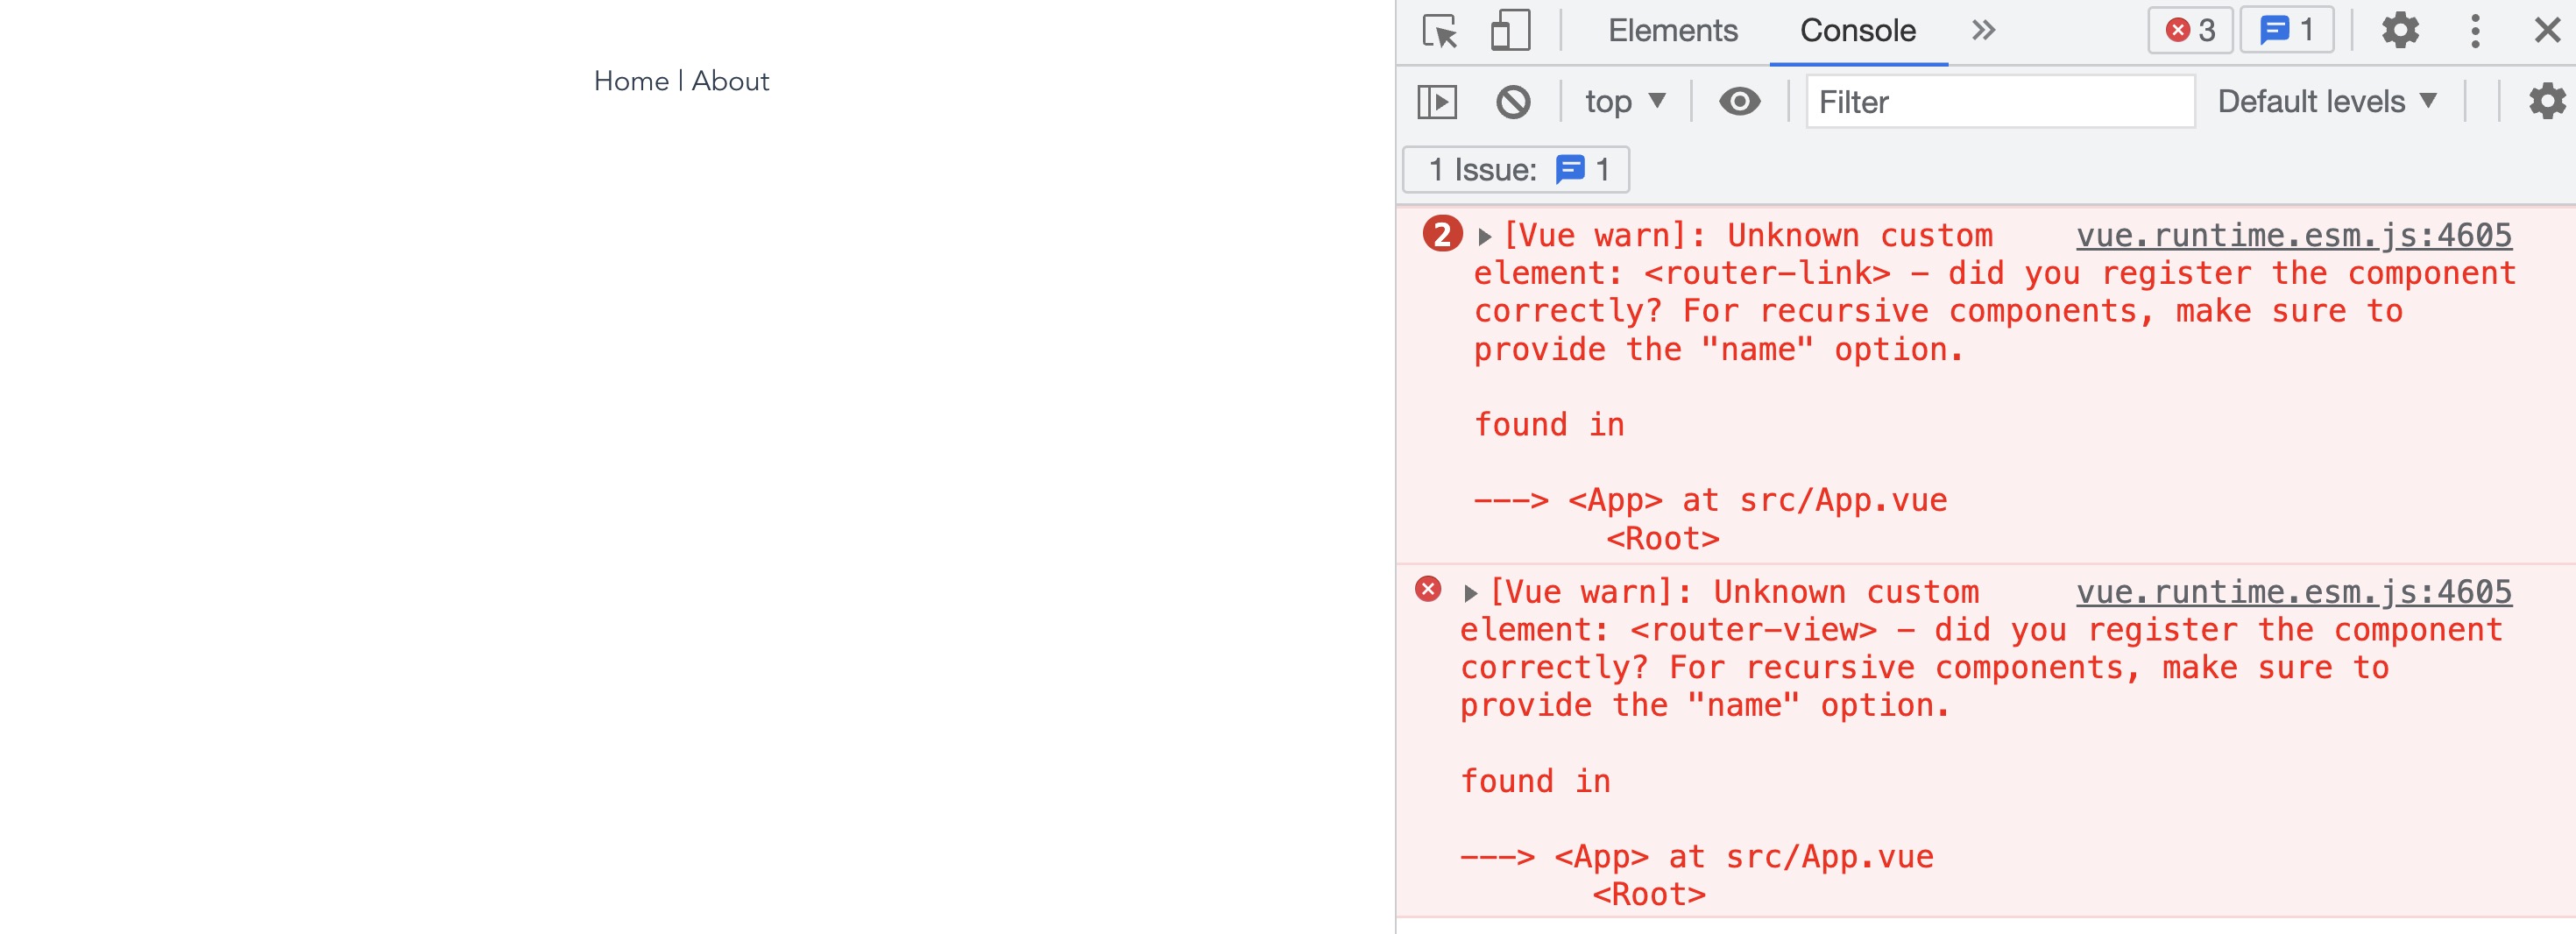 Home | About
Elements Console 3 1
top Filter Default levels
1 Issue: 1
2 [Vue warn]: Unknown custom vue.runtime.esm.js:4605
element: <router-link> - did you register the component
correctly? For recursive components, make sure to
provide the "name" option.
found in
---> <App> at src/App.vue
<Root>
[Vue warn]: Unknown custom vue.runtime.esm.js:4605
element: <router-view> - did you register the component
correctly? For recursive components, make sure to
provide the "name" option.
found in
---> <App> at src/App.vue
<Root>